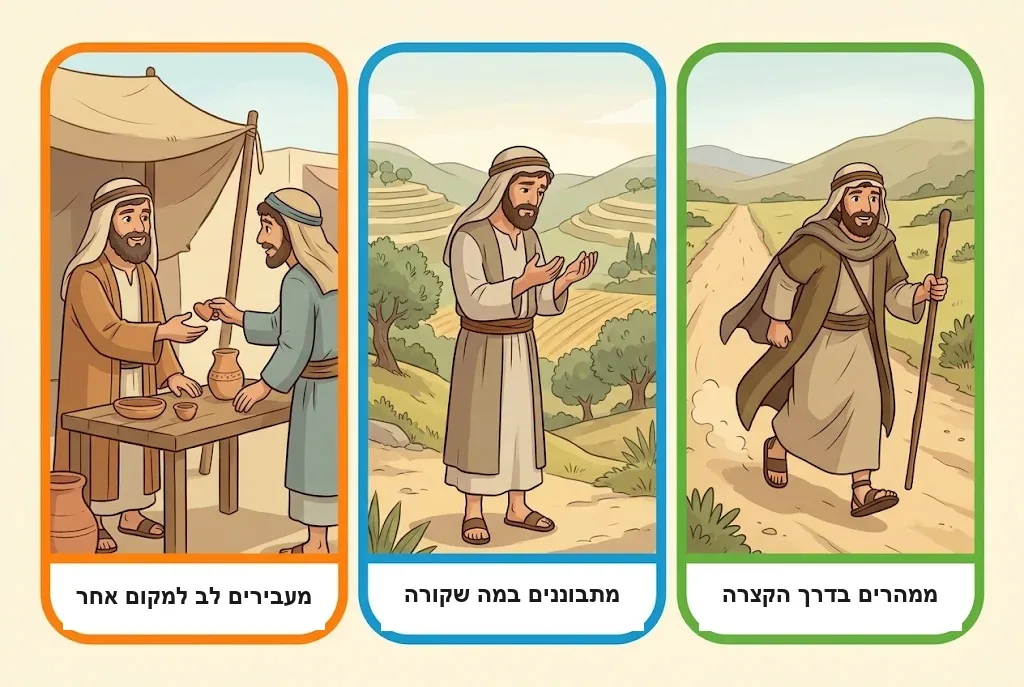 ממהרים בדרך הקצרה
מתבוננים במה שקורה
מעבירים לב למקום אחר